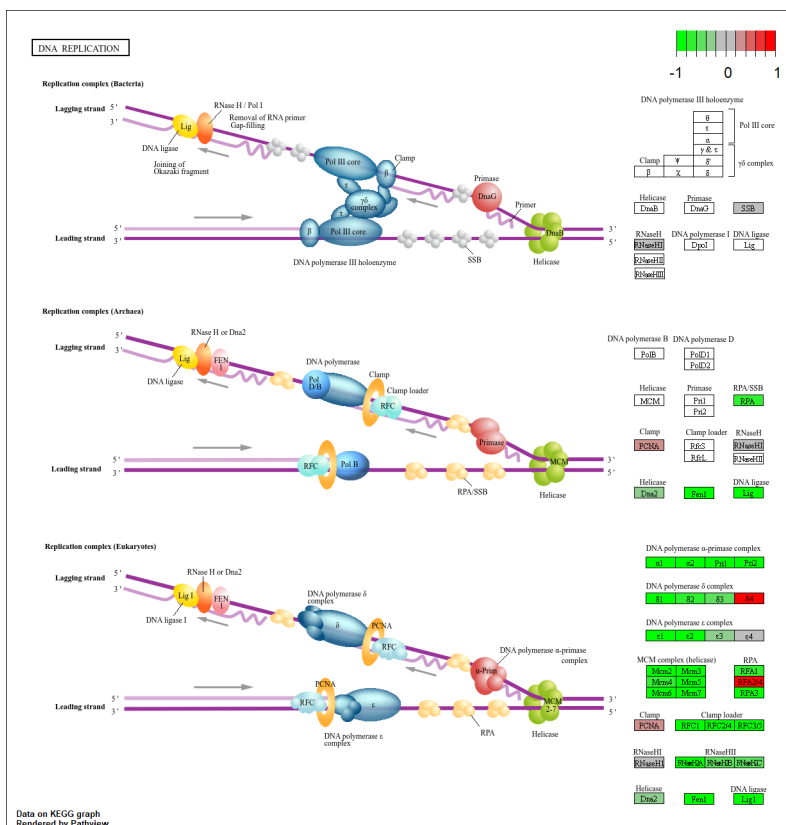 DNA REPLICATION
-1 0 1
Replication complex (Bacteria)
Lagging strand
5'
3'
Lig
RNase H / Pol I
Removal of RNA primer
Gap-filling
DNA ligase
Joining of
Okazaki fragment
Pol III core
Clamp
β
τ
γδ
complex
τ
β
Pol III core
Primase
DnaG
Primer
DnaB
Leading strand
5'
3'
3'
5'
DNA polymerase III holoenzyme
SSB
Helicase
DNA polymerase III holoenzyme
θ
ε
α
γ & τ
Clamp Ψ δ'
β χ δ
Pol III core
γδ complex
Helicase Primase
DnaB DnaG SSB
RNaseH DNA polymerase I DNA ligase
RNaseHI DpoI Lig
RNaseHII
RNaseHIII
Replication complex (Archaea)
Lagging strand
5'
3'
Lig
RNase H or Dna2
FEN
1
DNA ligase
DNA polymerase
Pol
D/B
Clamp
Clamp loader
RFC
Primase
MCM
Leading strand
5'
3'
3'
5'
RFC
Pol B
RPA/SSB
Helicase
DNA polymerase B DNA polymerase D
PolB PolD1
PolD2
Helicase Primase RPA/SSB
MCM Pri1 RPA
Pri2
Clamp Clamp loader RNaseH
PCNA RfcS RNaseHI
RfcL RNaseHII
Helicase DNA ligase
Dna2 Fen1 Lig
Replication complex (Eukaryotes)
Lagging strand
5'
3'
Lig I
RNase H or Dna2
FEN
1
DNA ligase I
DNA polymerase δ
complex
δ
PCNA
RFC
DNA polymerase α-primase
complex
α-Prim
MCM
2-7
Leading strand
5'
3'
3'
5'
PCNA
RFC
ε
DNA polymerase ε
complex
RPA
Helicase
DNA polymerase α-primase complex
α1 α2 Pri1 Pri2
DNA polymerase δ complex
δ1 δ2 δ3 δ4
DNA polymerase ε complex
ε1 ε2 ε3 ε4
MCM complex (helicase) RPA
Mcm2 Mcm3 RFA1
Mcm4 Mcm5 RFA2/4
Mcm6 Mcm7 RPA3
Clamp Clamp loader
PCNA RFC1 RFC2/4 RFC3/5
RNaseHI RNaseHII
RNaseH1 RNaseH2A RNaseH2B RNaseH2C
Helicase DNA ligase
Dna2 Fen1 Lig1
Data on KEGG graph
Rendered by Pathview